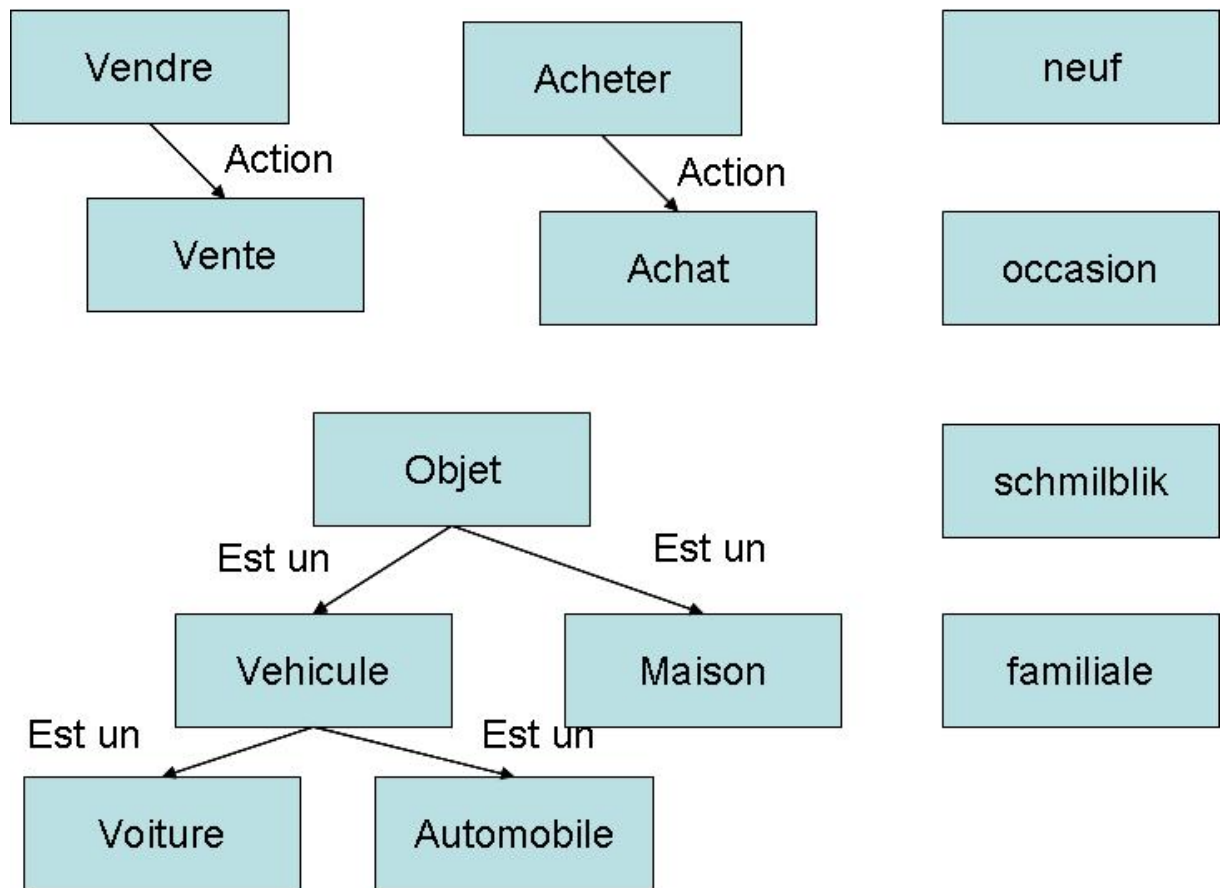 Vendre
Acheter
neuf
Action
Action
Vente
Achat
occasion
Objet
schmilblik
Est un
Est un
Vehicule
Maison
familiale
Est un
Est un
Voiture
Automobile